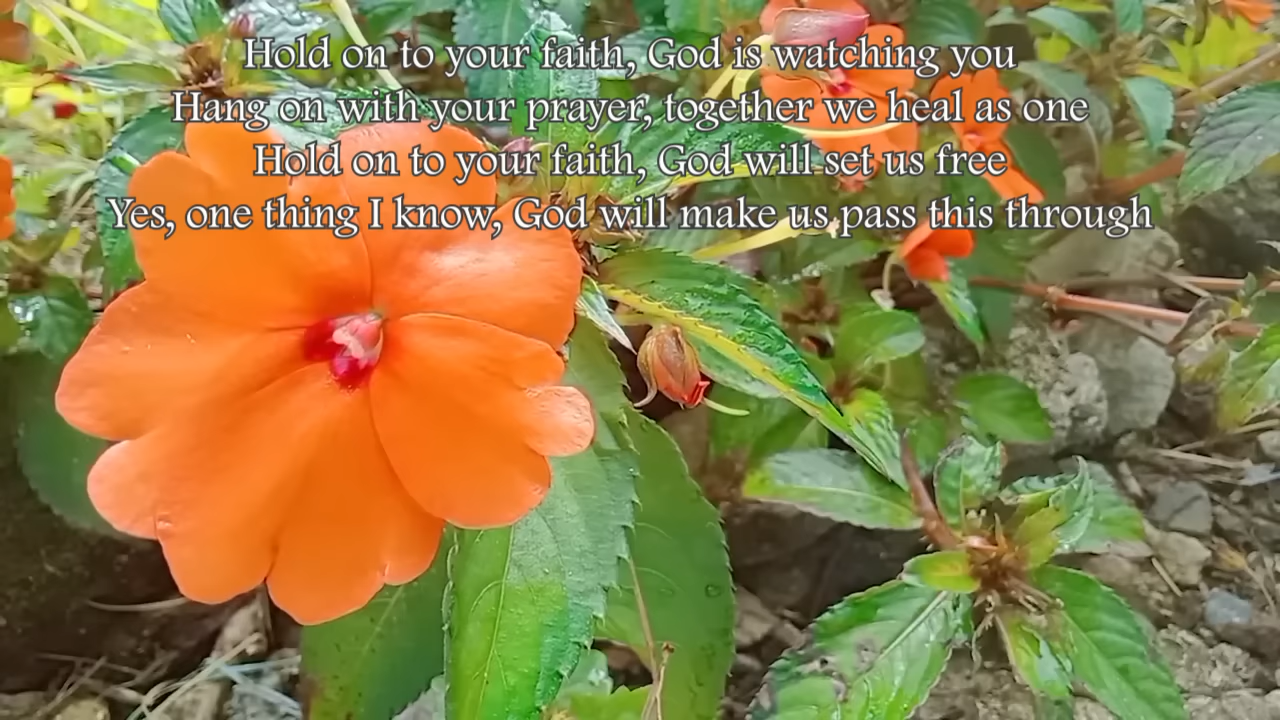 Hold on to your faith, God is watching you
Hang on with your prayer, together we heal as one
Hold on to your faith, God will set us free
Yes, one thing I know, God will make us pass this through